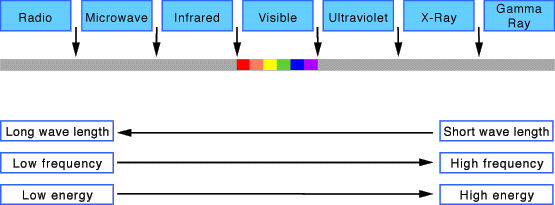 Radio
Microwave
Infrared
Visible
Ultraviolet
X-Ray
Gamma
Ray
Long wave length
Short wave length
Low frequency
High frequency
Low energy
High energy